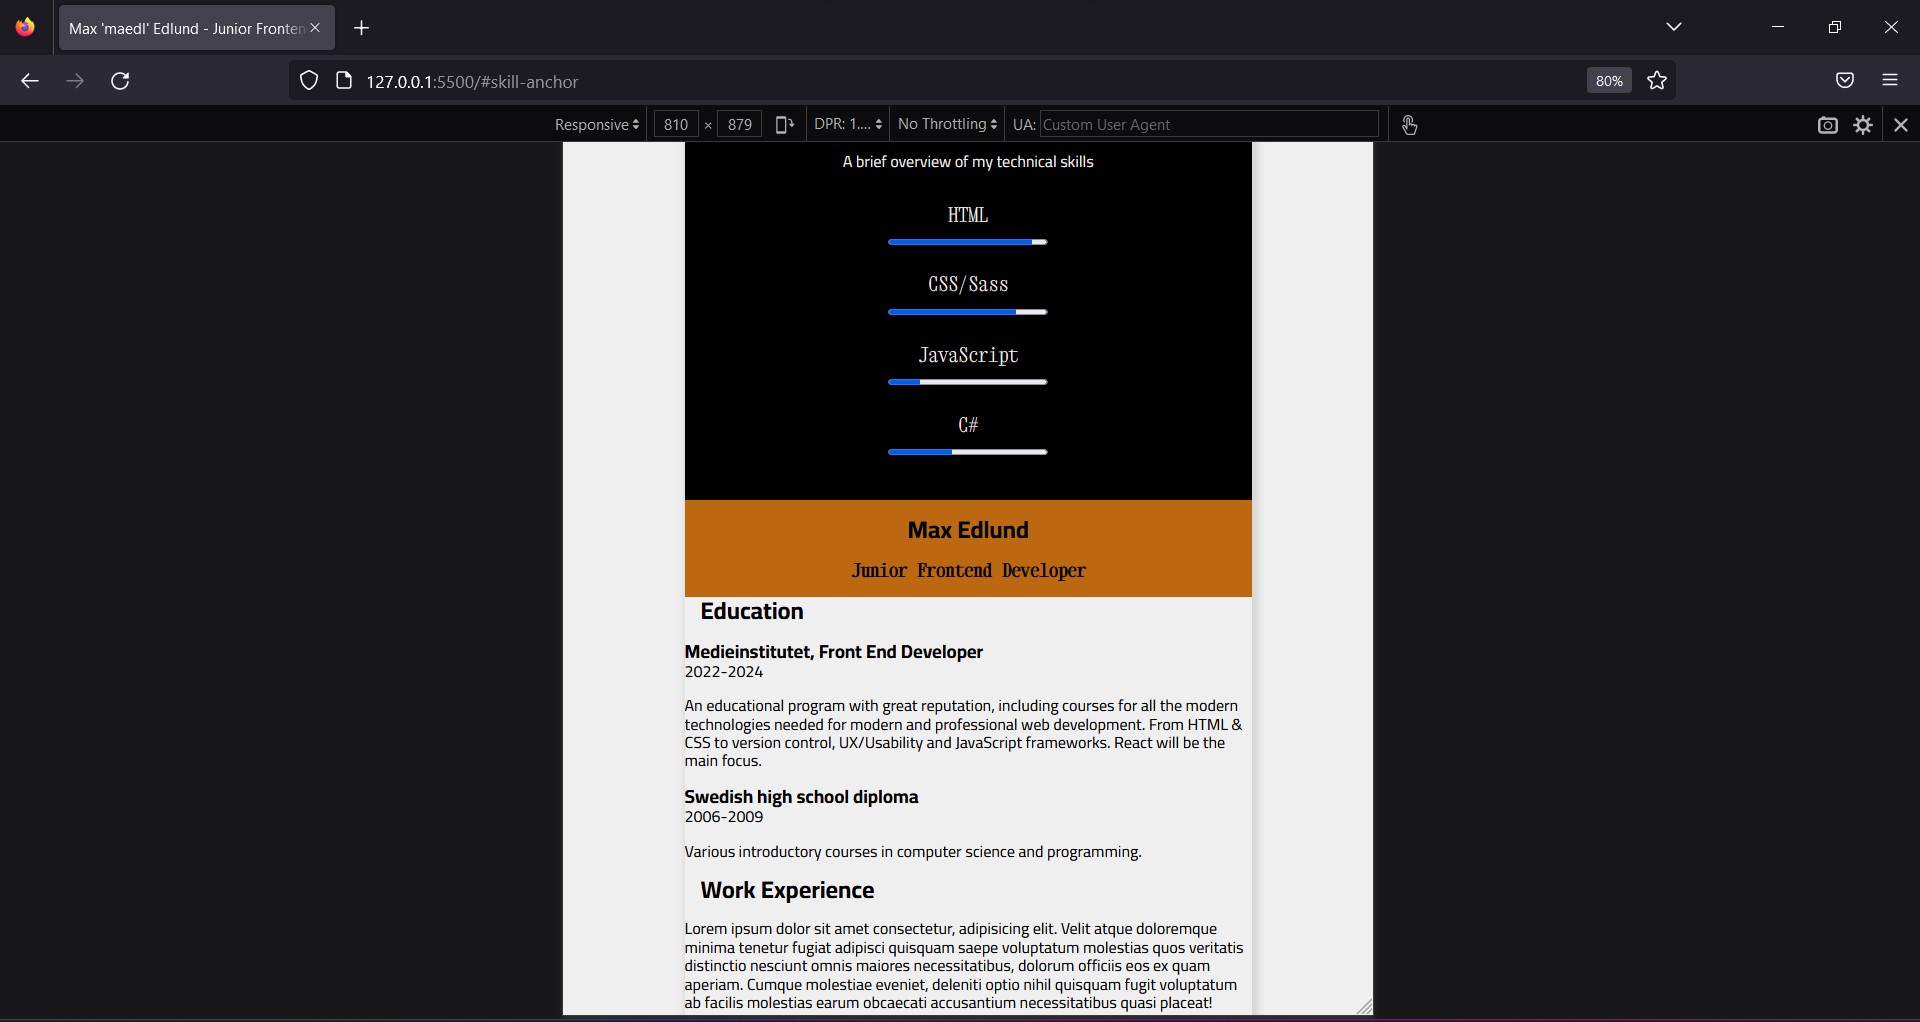 Max 'maedl' Edlund - Junior Fronten
127.0.0.1:5500/#skill-anchor
80%
Responsive 810 × 879 DPR: 1.... No Throttling UA: Custom User Agent
A brief overview of my technical skills
HTML
CSS/Sass
JavaScript
C#
Max Edlund
Junior Frontend Developer
Education
Medieinstitutet, Front End Developer
2022-2024
An educational program with great reputation, including courses for all the modern
technologies needed for modern and professional web development. From HTML &
CSS to version control, UX/Usability and JavaScript frameworks. React will be the
main focus.
Swedish high school diploma
2006-2009
Various introductory courses in computer science and programming.
Work Experience
Lorem ipsum dolor sit amet consectetur, adipisicing elit. Velit atque doloremque
minima tenetur fugiat adipisci quisquam saepe voluptatum molestias quos veritatis
distinctio nesciunt omnis maiores necessitatibus, dolorum officiis eos ex quam
aperiam. Cumque molestiae eveniet, deleniti optio nihil quisquam fugit voluptatum
ab facilis molestias earum obcaecati accusantium necessitatibus quasi placeat!